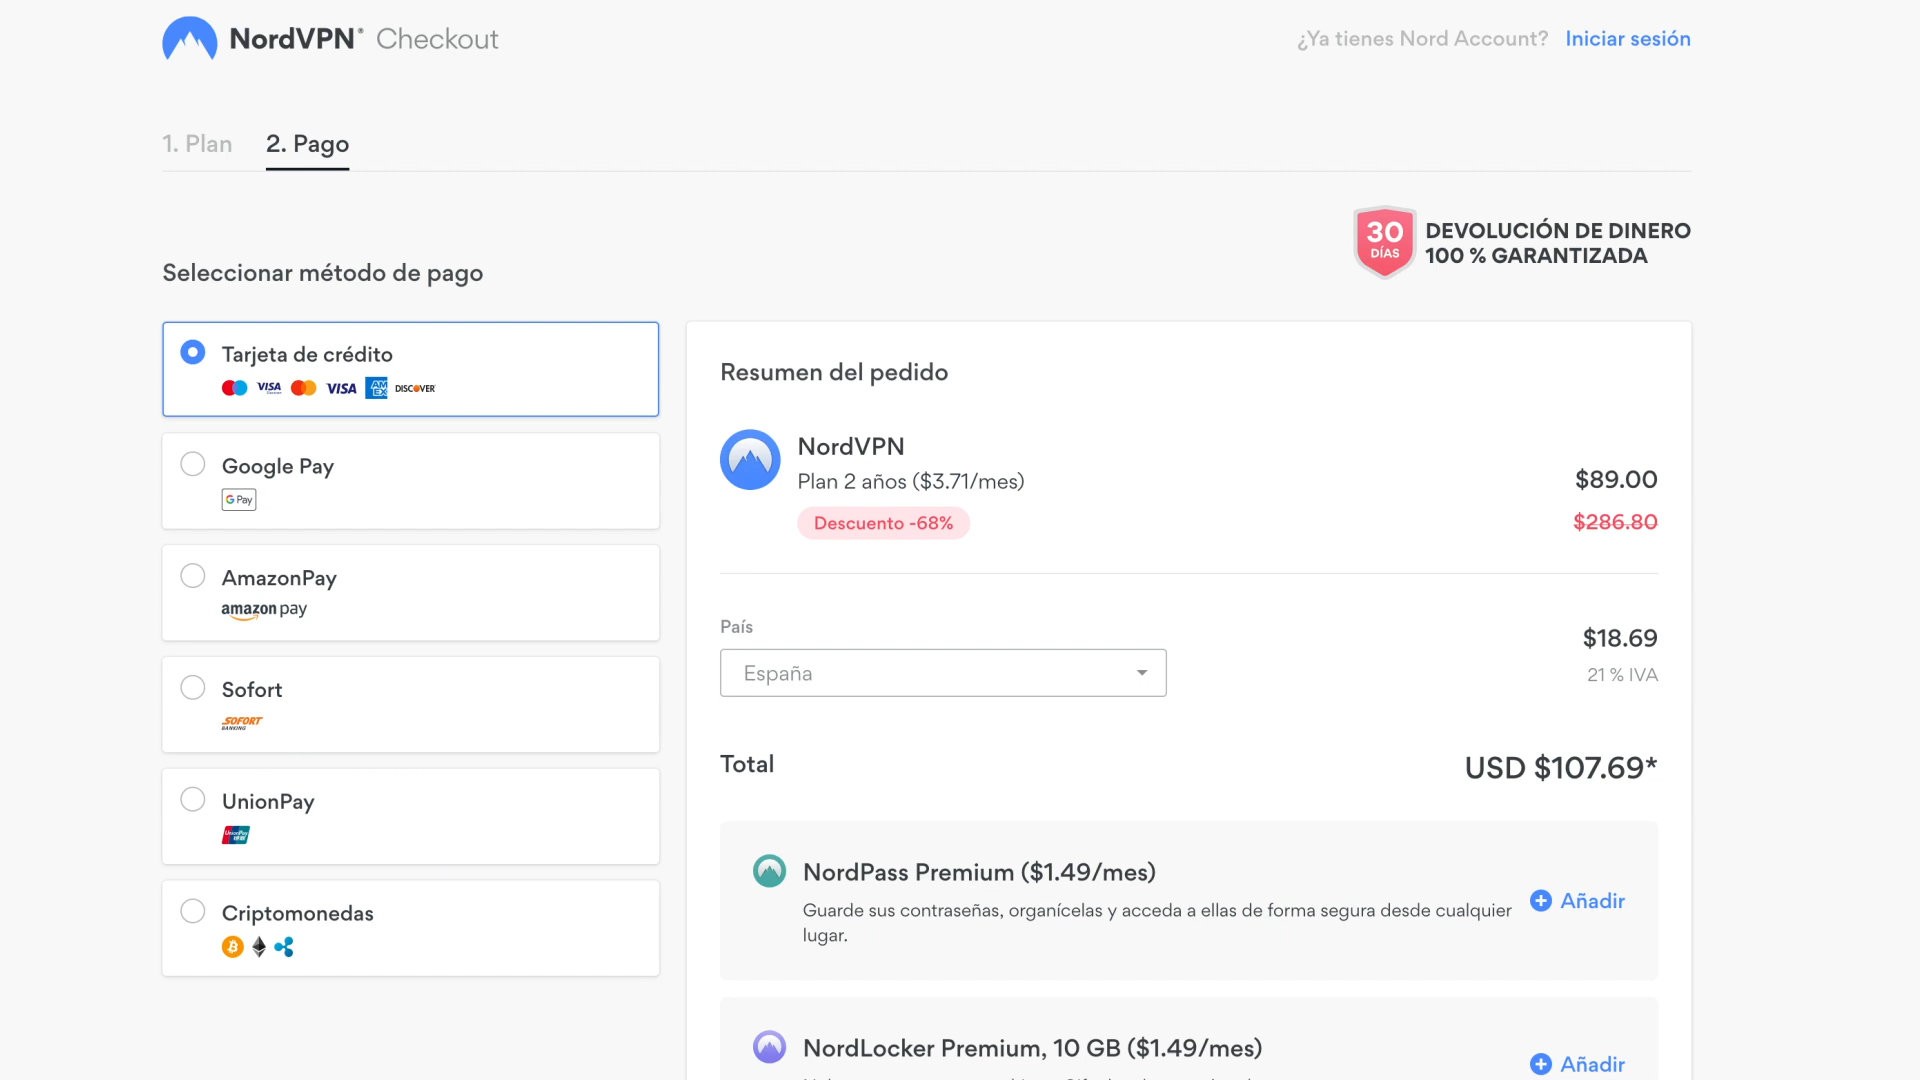 NordVPN® Checkout
¿Ya tienes Nord Account? Iniciar sesión
1. Plan
2. Pago
30
DÍAS
DEVOLUCIÓN DE DINERO
100 % GARANTIZADA
Seleccionar método de pago
Tarjeta de crédito
VISA
VISA
AM
EX
DISCOVER
Google Pay
G Pay
AmazonPay
amazon pay
Sofort
SOFORT
BANKING
UnionPay
UnionPay
Criptomonedas
Resumen del pedido
NordVPN
Plan 2 años ($3.71/mes)
$89.00
Descuento -68%
$286.80
País
España
$18.69
21 % IVA
Total
USD $107.69*
NordPass Premium ($1.49/mes)
Guarde sus contraseñas, organícelas y acceda a ellas de forma segura desde cualquier
lugar.
Añadir
NordLocker Premium, 10 GB ($1.49/mes)
Añadir